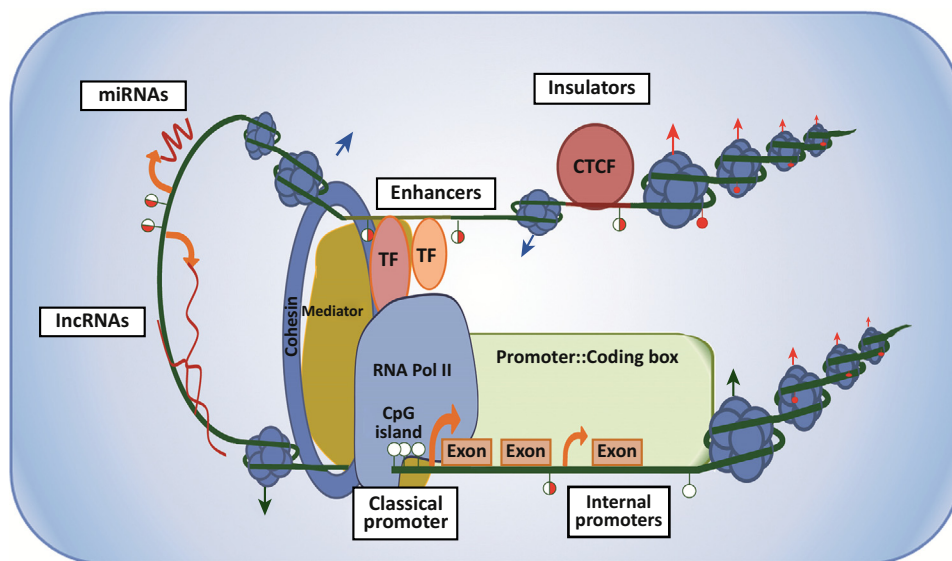 Insulators
miRNAs
CTCF
Enhancers
TF
TF
lncRNAs
Cohesin
Mediator
Promoter::Coding box
RNA Pol II
CpG
island
Exon
Exon
Exon
Classical
promoter
Internal
promoters